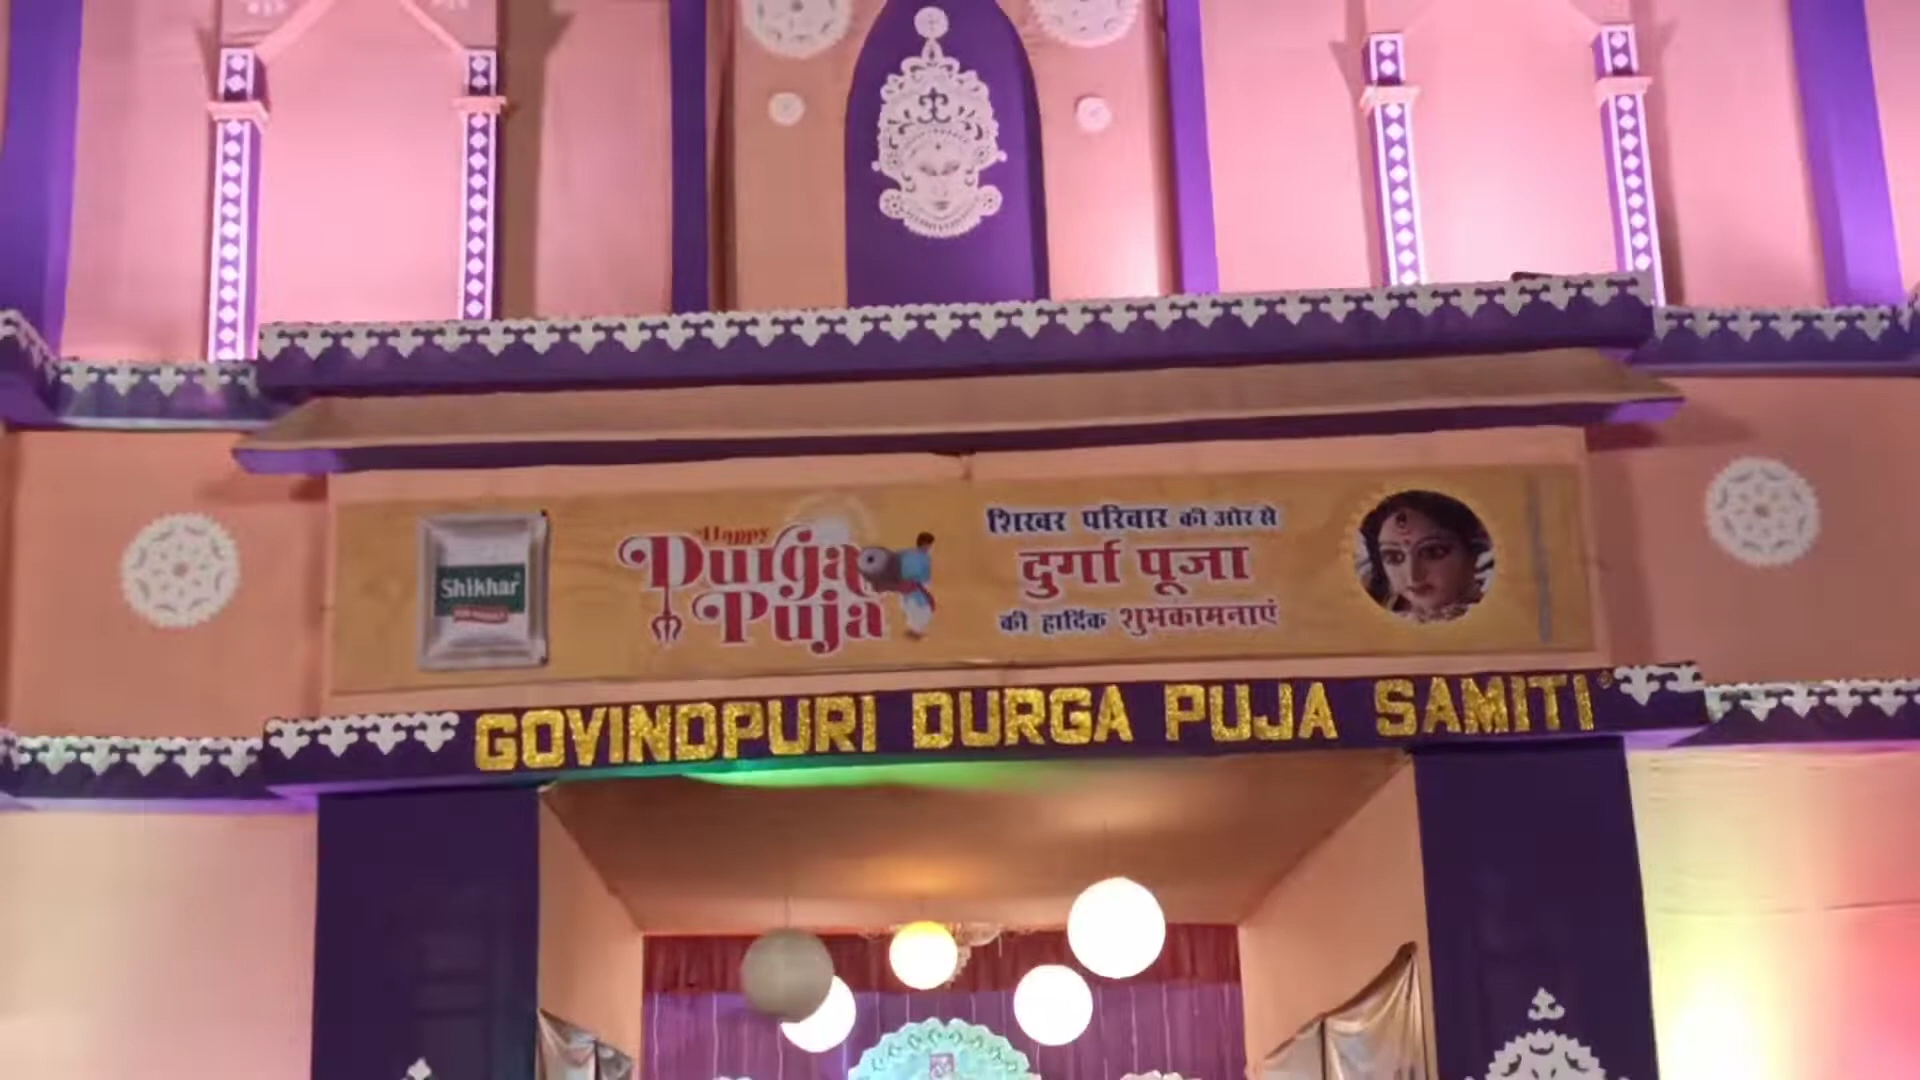 Shikhar
Happy
Durga
Puja
शिखर परिवार की ओर से
दुर्गा पूजा
की हार्दिक शुभकामनाएं
GOVINDPURI DURGA PUJA SAMITI